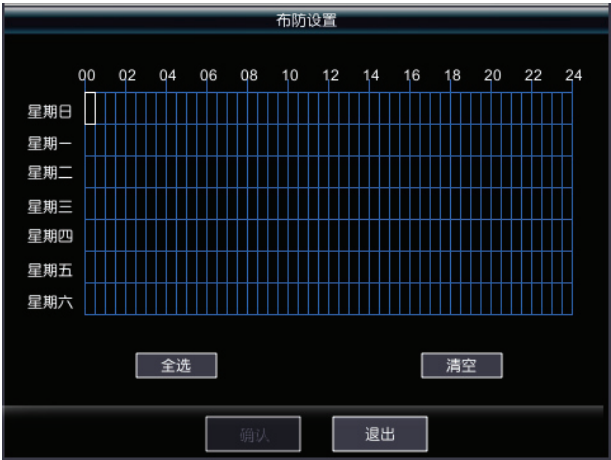 布防设置
00 02 04 06 08 10 12 14 16 18 20 22 24
星期日
星期一
星期二
星期三
星期四
星期五
星期六
全选 清空
确认 退出